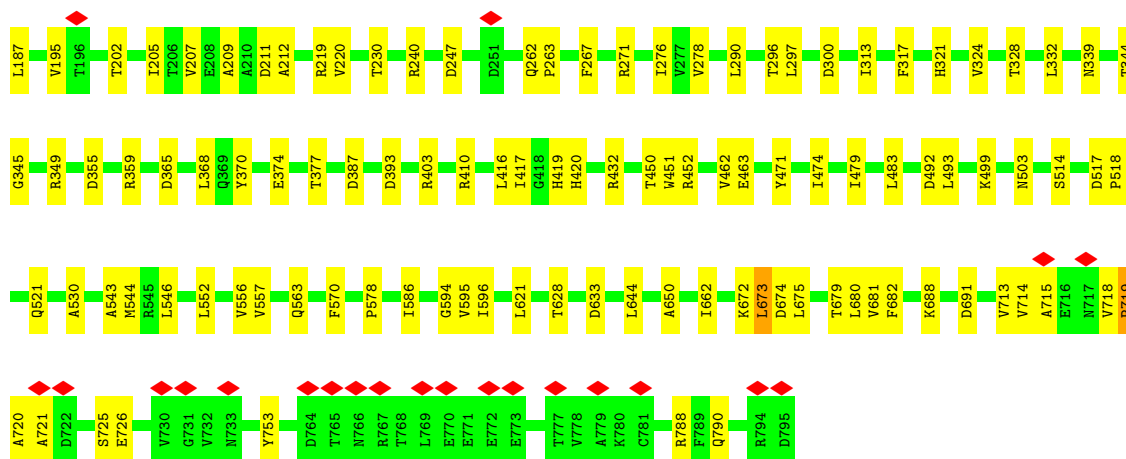 L187 V195 T196 T202 I205 T206 V207 E208 A209 A210 D211 A212 R219 V220 T230 R240 D247 D251 Q262 P263 F267 R271 I276 V277 V278 L290 T296 L297 D300 I313 F317 H321 V324 T328 L332 N339 T344
G345 R349 D355 R359 D365 L368 Q369 Y370 E374 T377 D387 D393 R403 R410 L416 I417 G418 H419 H420 R432 T450 W451 R452 V462 E463 Y471 I474 I479 L483 D492 L493 K499 N503 S514 D517 P518
Q521 A530 A543 M544 R545 L546 L552 V556 V557 Q563 F570 P578 I586 G594 V595 I596 L621 T628 D633 L644 A650 I662 K672 L673 D674 L675 T679 L680 V681 F682 K688 D691 V713 V714 A715 E716 N717 V718
A720 A721 D722 S725 E726 V730 G731 V732 N733 Y753 D764 T765 N766 R767 T768 L769 E770 E771 E772 E773 T777 V778 A779 K780 C781 R788 F789 Q790 R794 D795